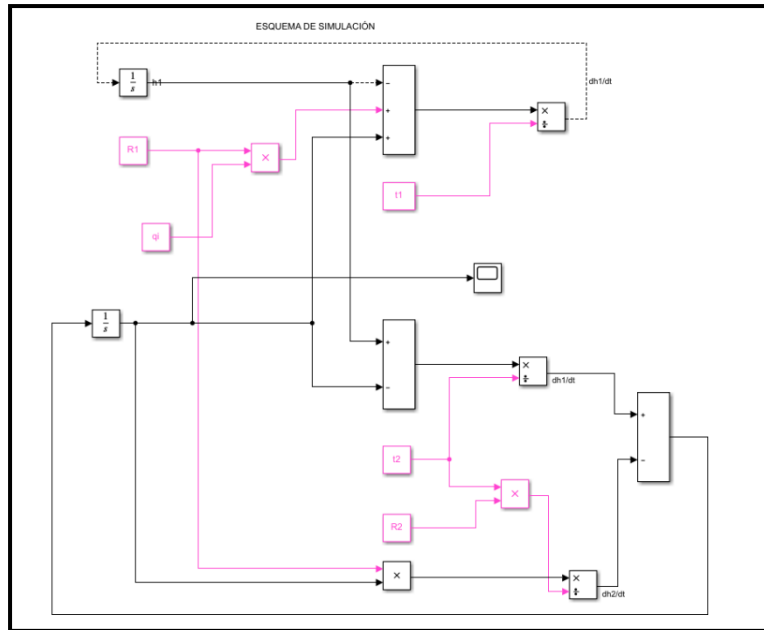 ESQUEMA DE SIMULACIÓN
1
s
h1
-
+
+
×
÷
dh1/dt
R1
×
t1
qi
1
s
+
-
×
÷
dh1/dt
+
-
t2
×
R2
×
×
÷
dh2/dt